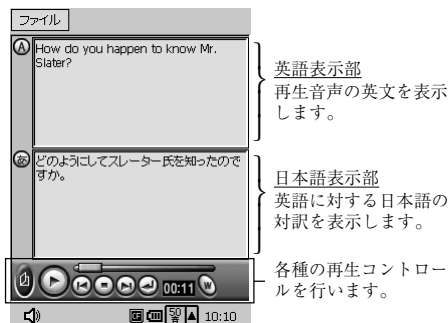 ファイル
A
How do you happen to know Mr.
Slater?
英語表示部
再生音声の英文を表示
します。
あ
どのようにしてスレーター氏を知ったので
すか。
日本語表示部
英語に対する日本語の
対訳を表示します。
00:11
W
各種の再生コントロー
ルを行います。
50
音
10:10